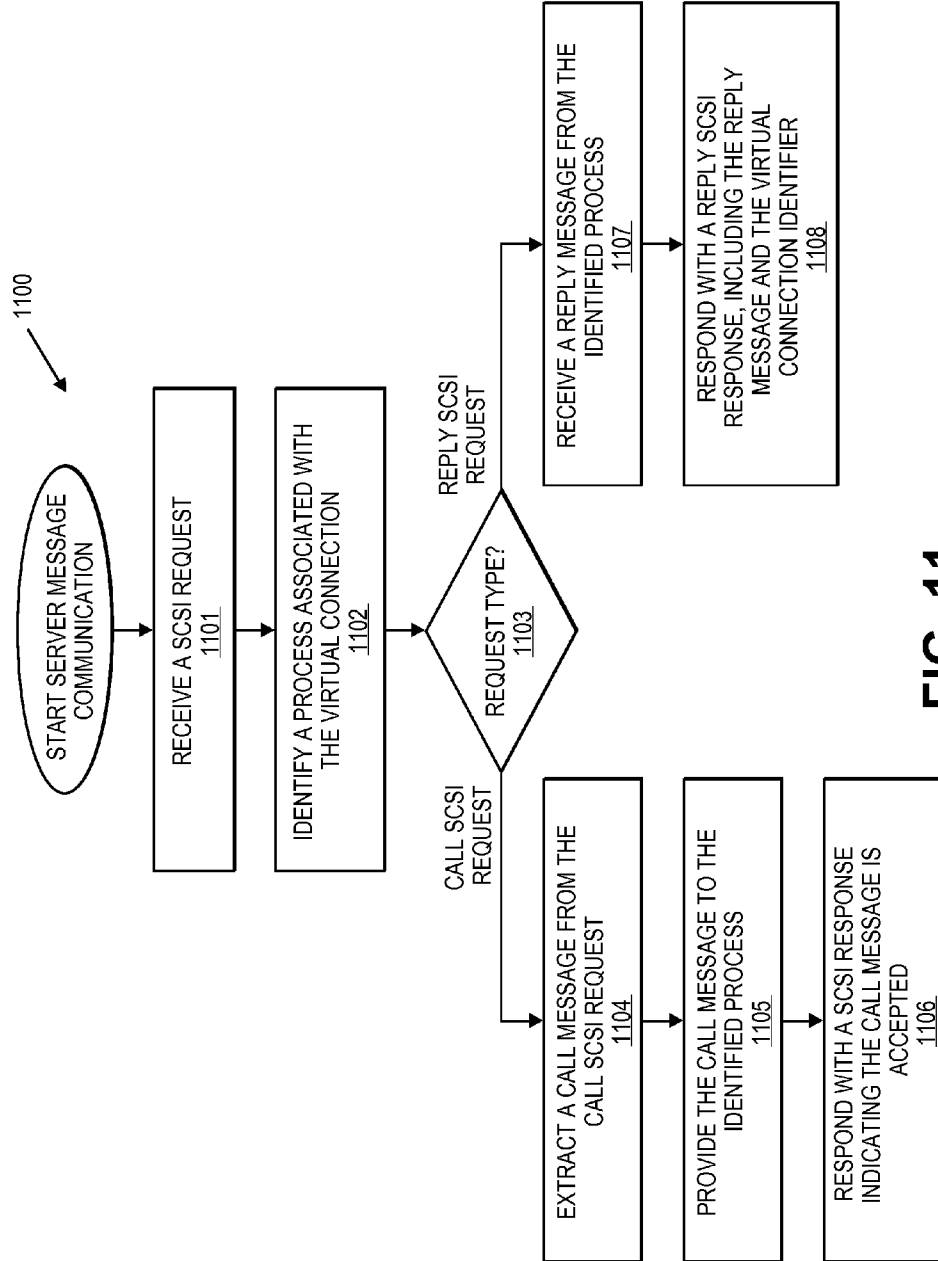 1100
START SERVER MESSAGE
COMMUNICATION
RECEIVE A SCSI REQUEST
1101
IDENTIFY A PROCESS ASSOCIATED WITH
THE VIRTUAL CONNECTION
1102
REQUEST TYPE?
1103
CALL SCSI
REQUEST
REPLY SCSI
REQUEST
EXTRACT A CALL MESSAGE FROM THE
CALL SCSI REQUEST
1104
PROVIDE THE CALL MESSAGE TO THE
IDENTIFIED PROCESS
1105
RESPOND WITH A SCSI RESPONSE
INDICATING THE CALL MESSAGE IS
ACCEPTED
1106
RECEIVE A REPLY MESSAGE FROM THE
IDENTIFIED PROCESS
1107
RESPOND WITH A REPLY SCSI
RESPONSE, INCLUDING THE REPLY
MESSAGE AND THE VIRTUAL
CONNECTION IDENTIFIER
1108
FIG. 11